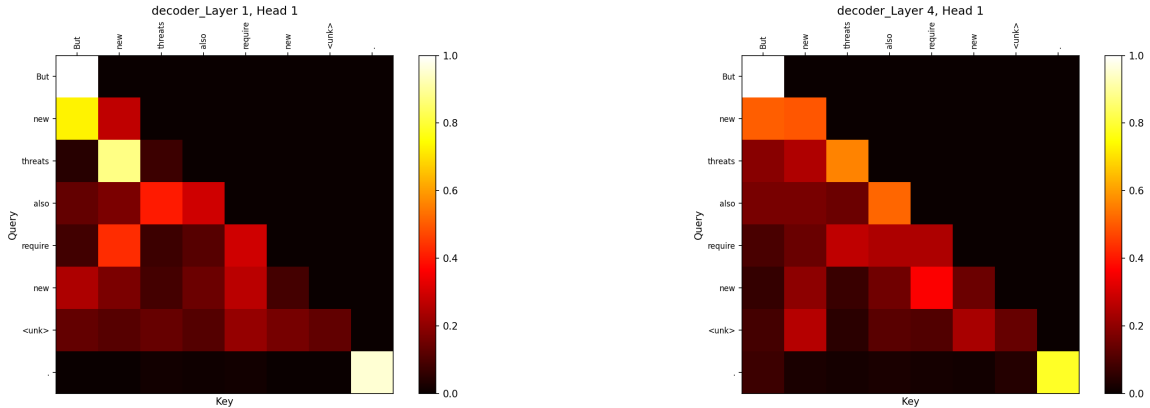 decoder_Layer 1, Head 1
But new threats also require new <unk> .
But
new
threats
also
require
new
<unk>
.
Query
Key
1.0
0.8
0.6
0.4
0.2
0.0
decoder_Layer 4, Head 1
But new threats also require new <unk> .
But
new
threats
also
require
new
<unk>
.
Query
Key
1.0
0.8
0.6
0.4
0.2
0.0